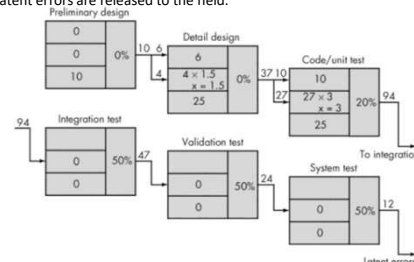 atent errors are released to the field.
Preliminary design
0
0
10
0%
10 6
4
Detail design
6
4 × 1.5
x = 1.5
25
0%
37 10
27
Code/unit test
10
27 × 3
x = 3
25
20%
94
To integratio
94
Integration test
0
0
50%
47
Validation test
0
0
50%
24
System test
0
0
50%
12
Latent errors